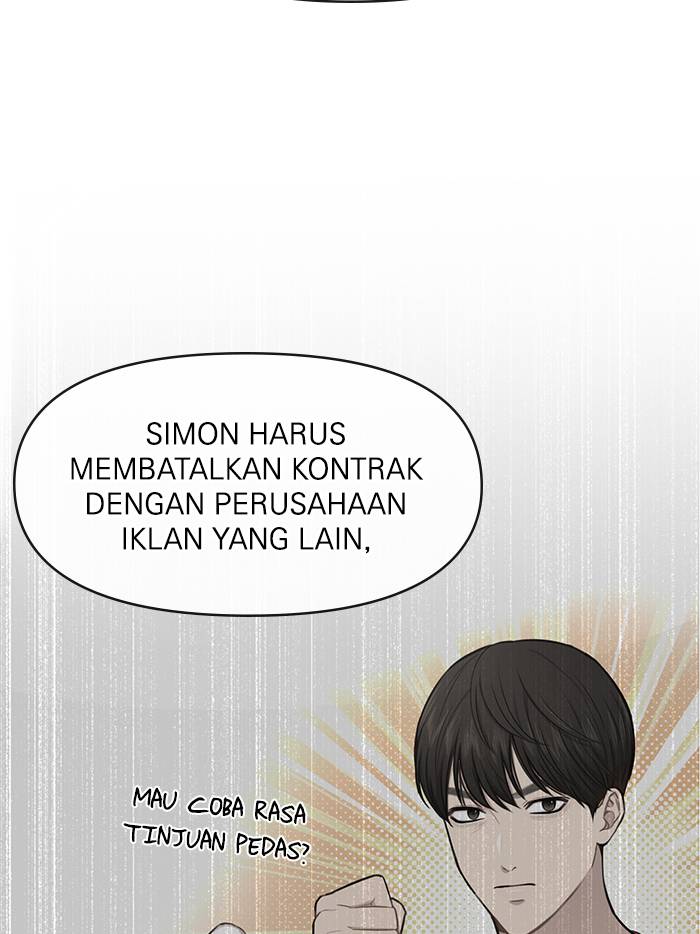 SIMON HARUS
MEMBATALKAN KONTRAK
DENGAN PERUSAHAAN
IKLAN YANG LAIN,
MAU COBA RASA
TINJUAN PEDAS?